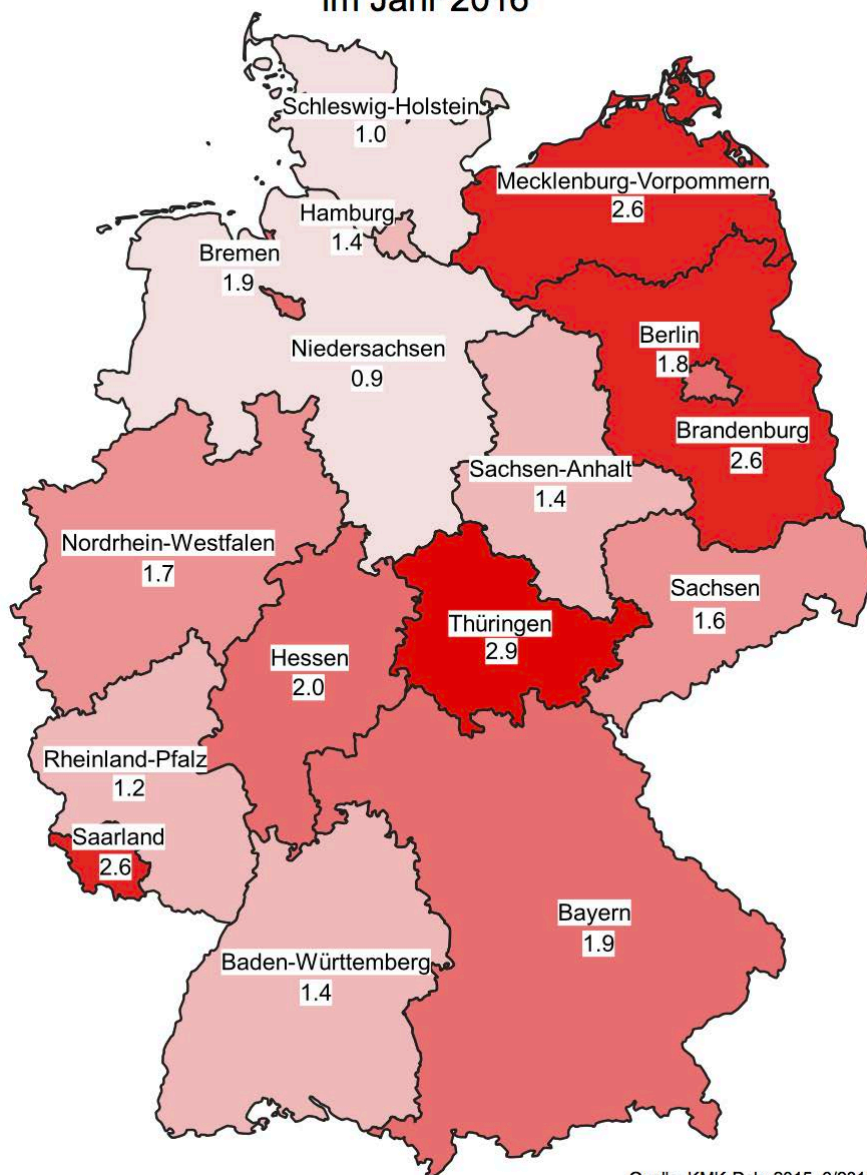 im Jahr 2016
Schleswig-Holstein
1.0
Mecklenburg-Vorpommern
2.6
Hamburg
1.4
Bremen
1.9
Berlin
1.8
Niedersachsen
0.9
Brandenburg
2.6
Sachsen-Anhalt
1.4
Nordrhein-Westfalen
1.7
Sachsen
1.6
Thüringen
2.9
Hessen
2.0
Rheinland-Pfalz
1.2
Saarland
2.6
Bayern
1.9
Baden-Württemberg
1.4